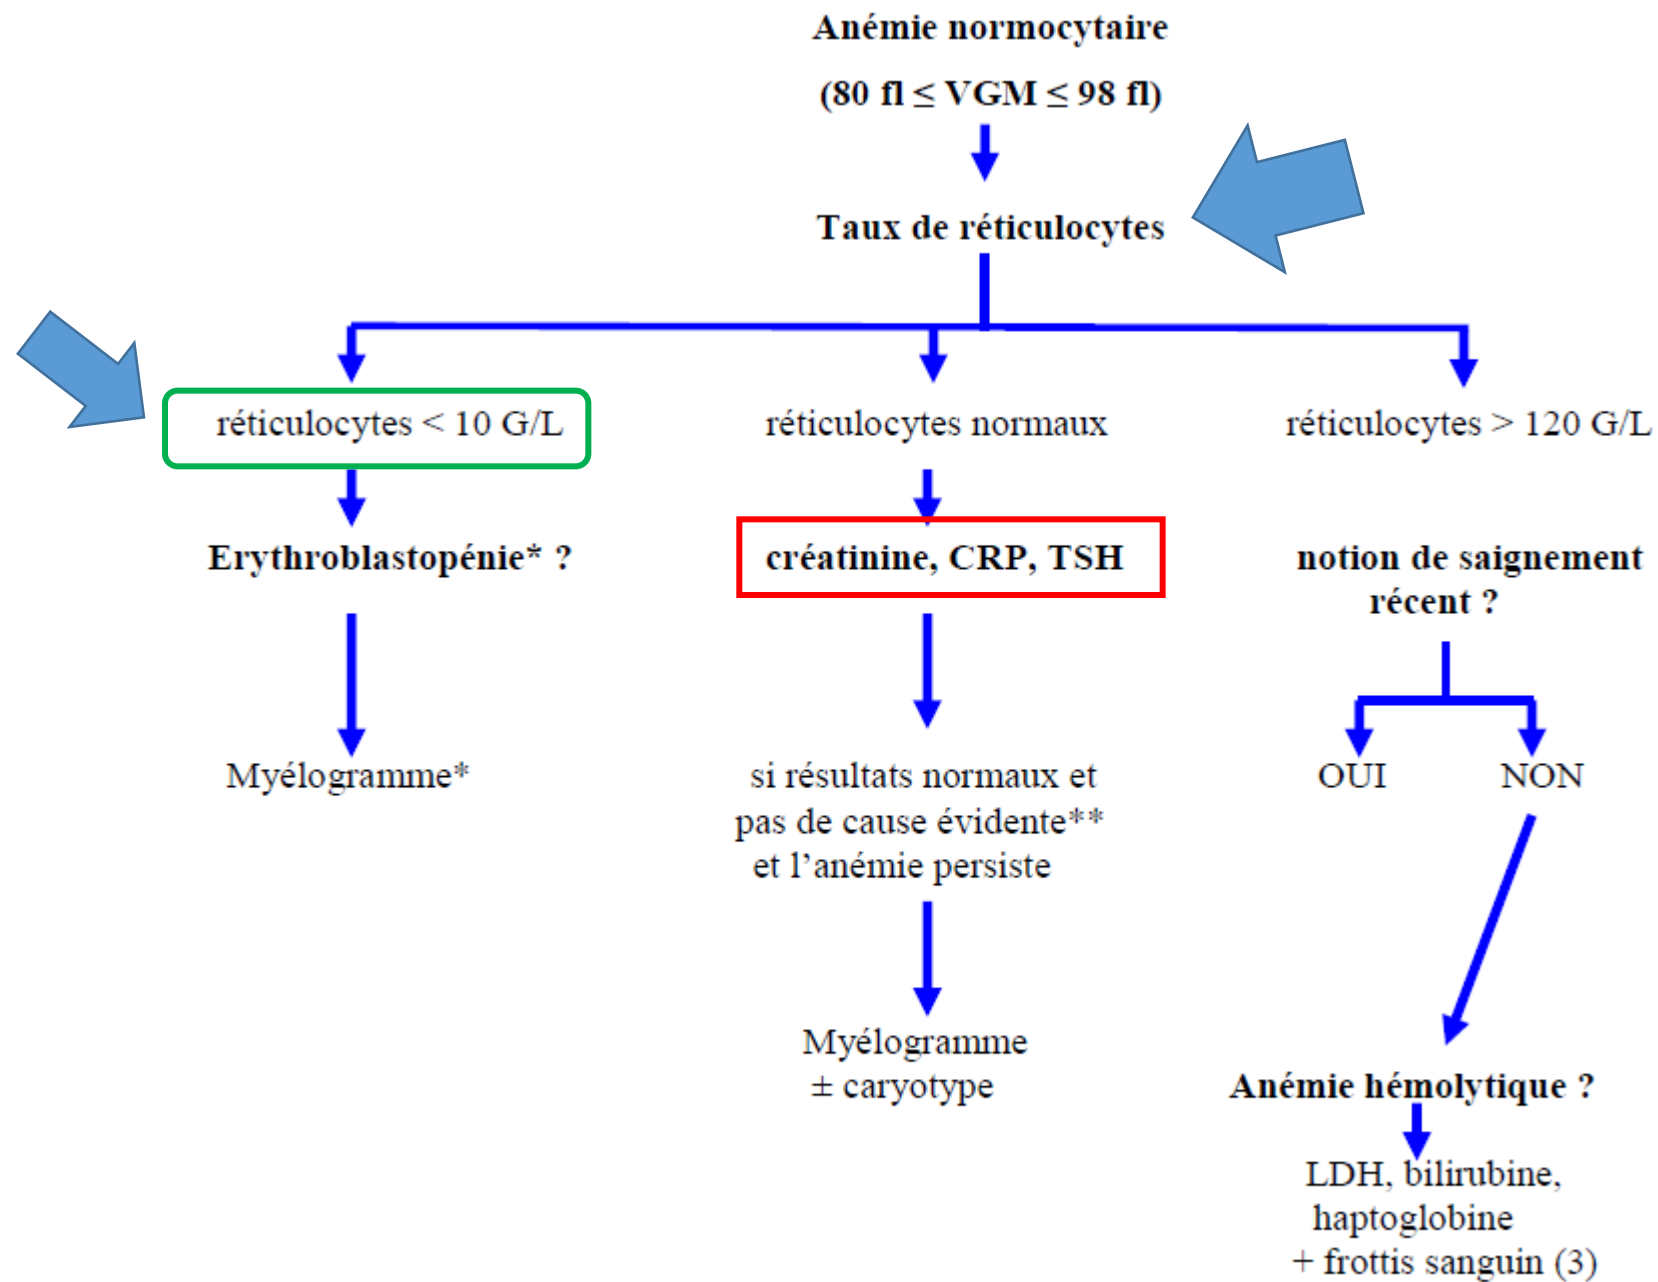 Anémie normocytaire
(80 fl ≤ VGM ≤ 98 fl)
Taux de réticulocytes
réticulocytes < 10 G/L
réticulocytes normaux
réticulocytes > 120 G/L
Erythroblastopénie* ?
créatinine, CRP, TSH
notion de saignement
récent ?
Myélogramme*
si résultats normaux et
pas de cause évidente**
et l’anémie persiste
OUI
NON
Myélogramme
± caryotype
Anémie hémolytique ?
LDH, bilirubine,
haptoglobine
+ frottis sanguin (3)